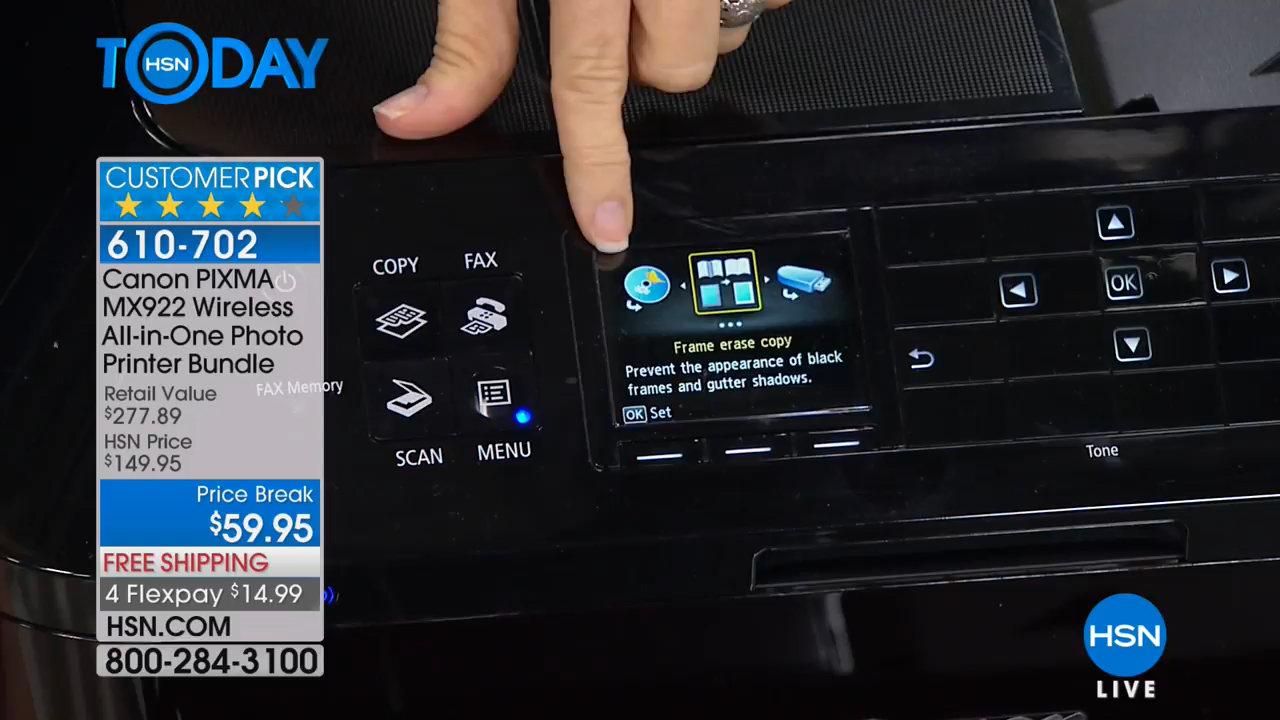 TODAY
HSN
CUSTOMER PICK
610-702
Canon PIXMA
MX922 Wireless
All-in-One Photo
Printer Bundle
Retail Value
$277.89
HSN Price
$149.95
Price Break
$59.95
FREE SHIPPING
4 Flexpay $14.99
HSN.COM
800-284-3100
FAX Memory
COPY
FAX
SCAN
MENU
Frame erase copy
Prevent the appearance of black
frames and gutter shadows.
OK Set
OK
Tone
HSN
LIVE